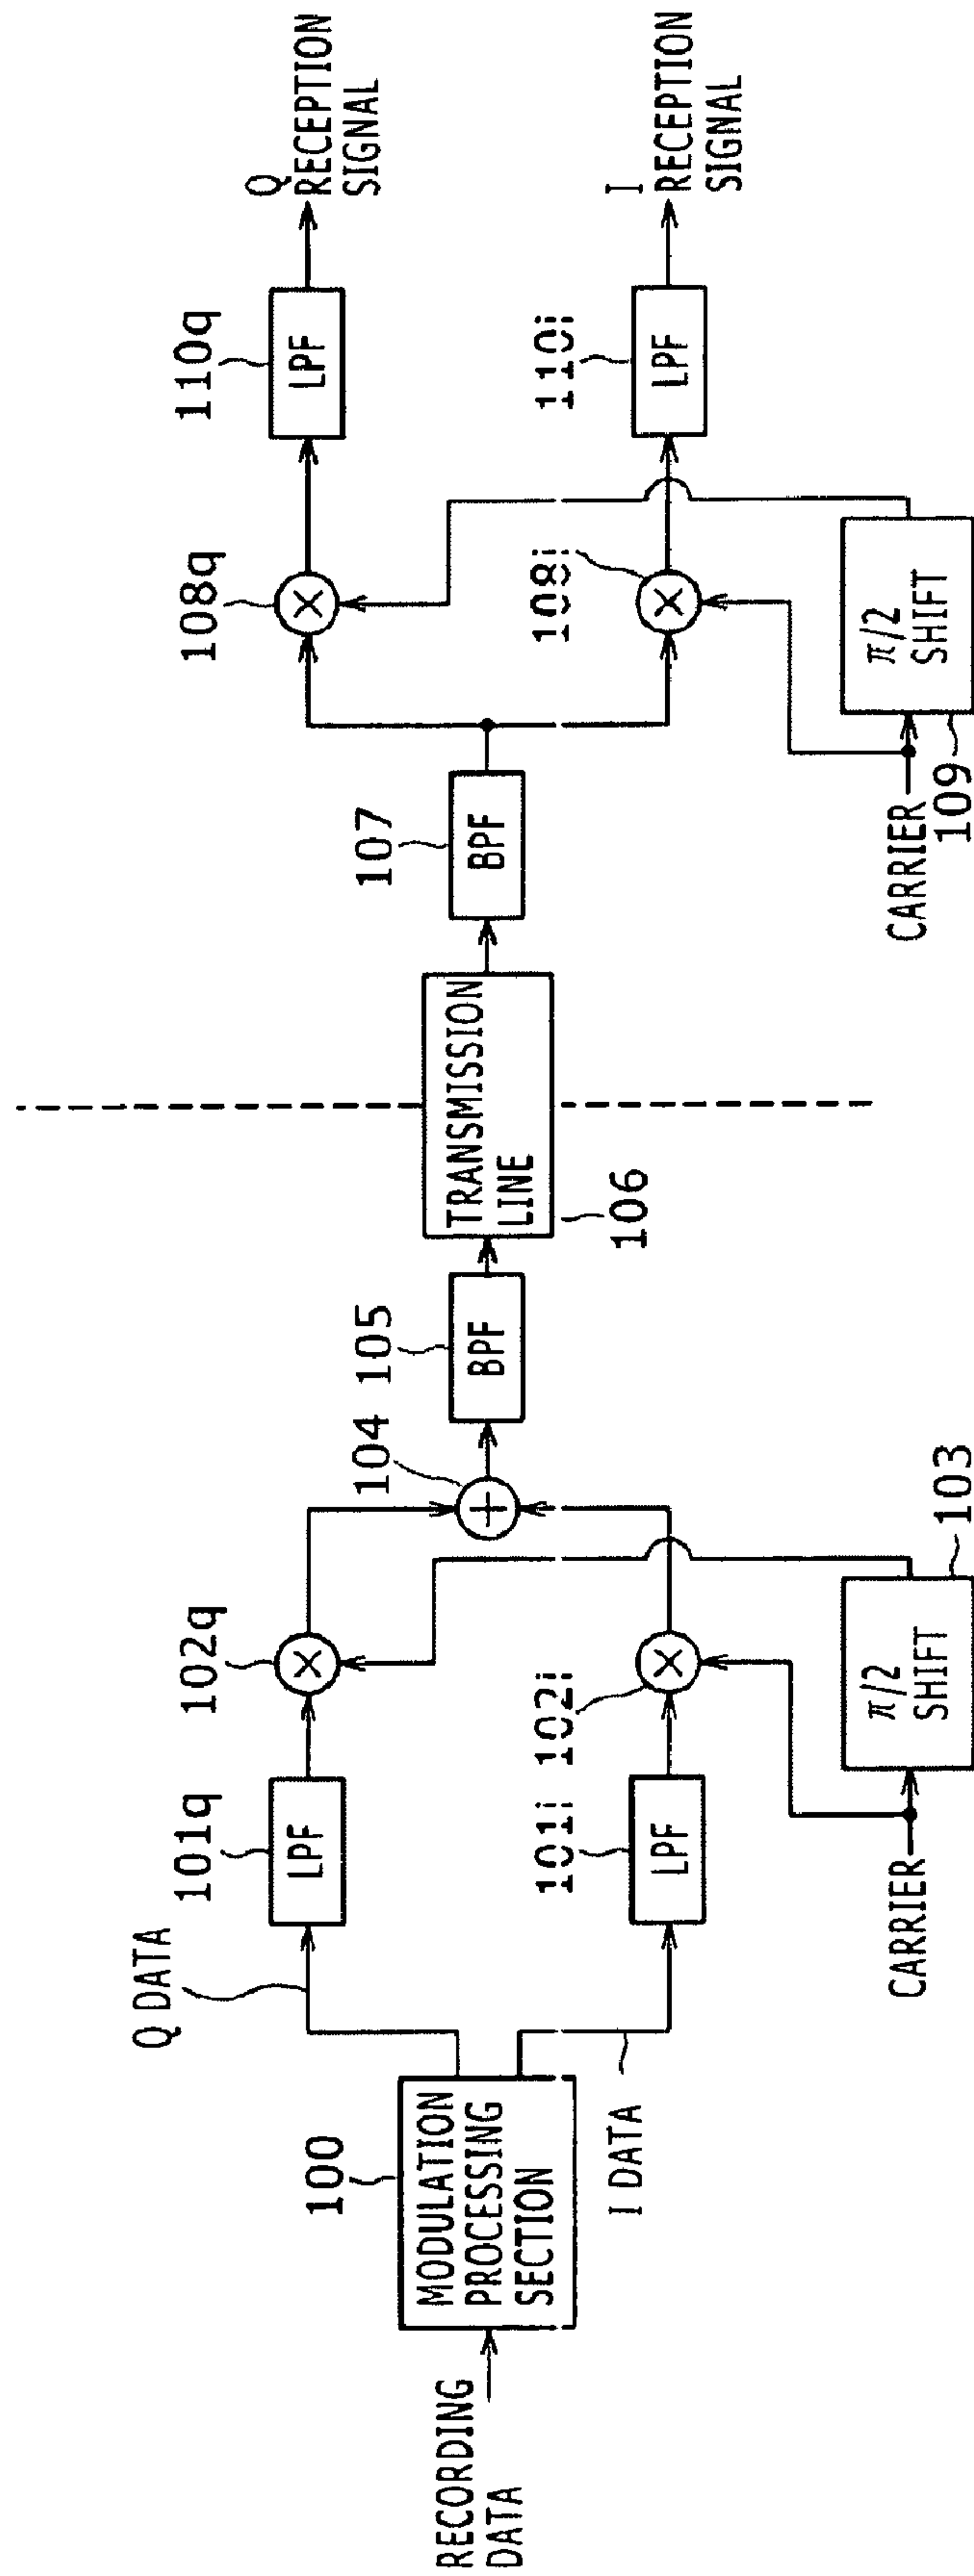 RECORDING
DATA
100
MODULATION
PROCESSING
SECTION
Q DATA
I DATA
101q
LPF
101i
LPF
102q
102i
CARRIER
π/2
SHIFT
103
104
105
BPF
TRANSMISSION
LINE
106
107
BPF
108q
108i
CARRIER
109
π/2
SHIFT
110q
LPF
110i
LPF
Q
RECEPTION
SIGNAL
I
RECEPTION
SIGNAL